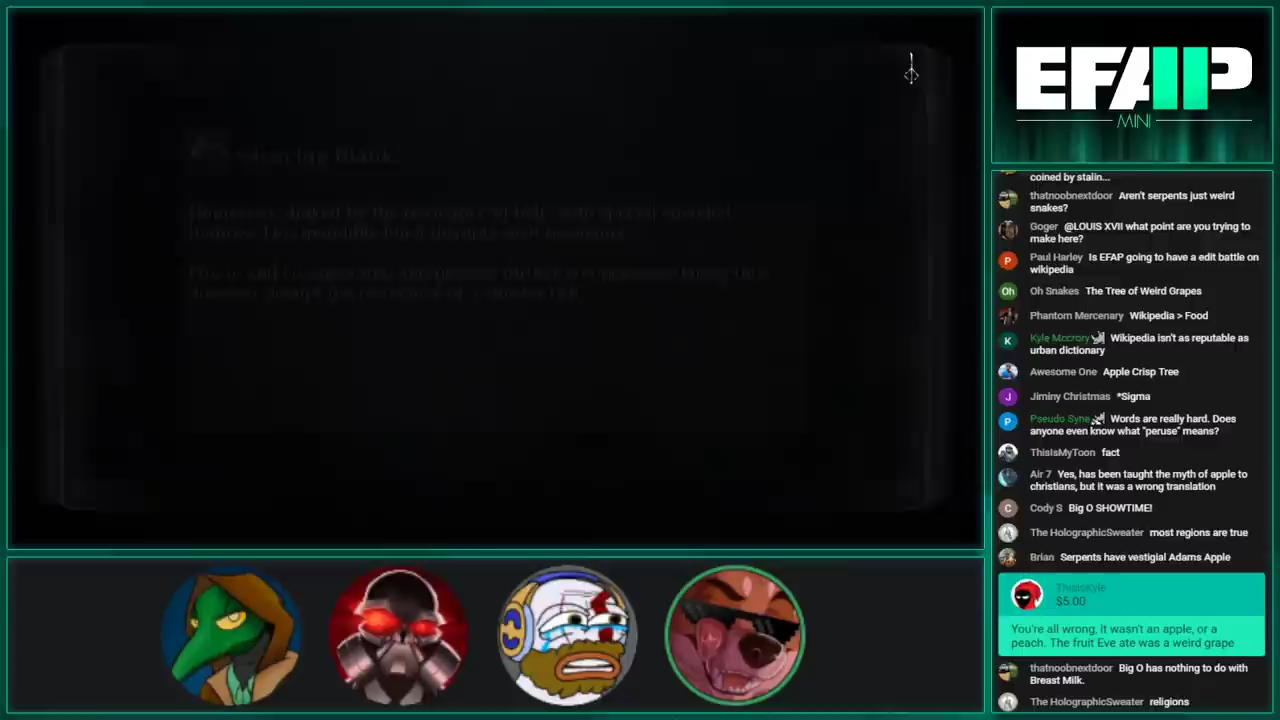 EFAP
MINI
coined by stalin...
thatnoobnextdoor Aren't serpents just weird
snakes?
Goger @LOUIS XVII what point are you trying to
make here?
P Paul Harley Is EFAP going to have a edit battle on
wikipedia
Oh Oh Snakes The Tree of Weird Grapes
Phantom Mercenary Wikipedia > Food
K Kyle Mccrory Wikipedia isn't as reputable as
urban dictionary
Awesome One Apple Crisp Tree
J Jiminy Christmas *Sigma
P Pseudo Syne Words are really hard. Does
anyone even know what "peruse" means?
ThisIsMyToon fact
Air 7 Yes, has been taught the myth of apple to
christians, but it was a wrong translation
C Cody S Big O SHOWTIME!
The HolographicSweater most regions are true
Brian Serpents have vestigial Adams Apple
ThisIsKyle
$5.00
You're all wrong, it wasn't an apple, or a
peach. The fruit Eve ate was a weird grape
thatnoobnextdoor Big O has nothing to do with
Breast Milk.
The HolographicSweater religions